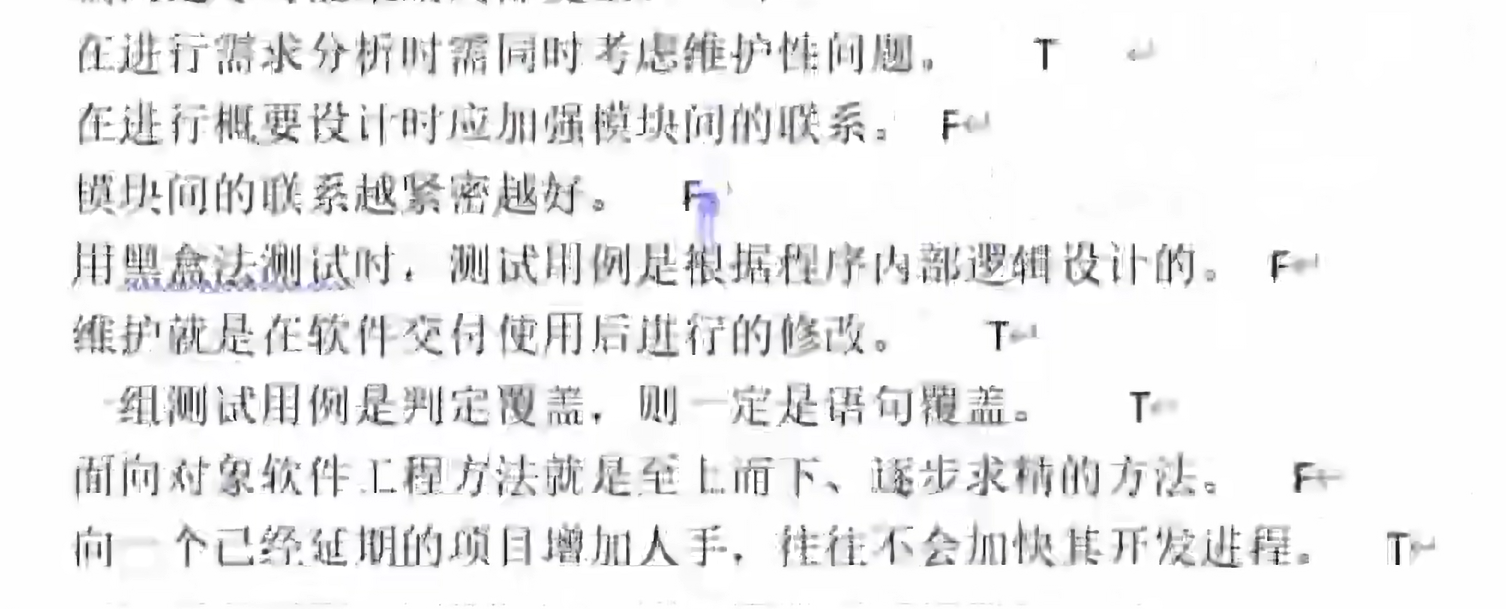 在进行需求分析时需同时考虑维护性问题。 T
在进行概要设计时应加强模块间的联系。 F
模块间的联系越紧密越好。 F
用黑盒法测试时，测试用例是根据程序内部逻辑设计的。 F
维护就是在软件交付使用后进行的修改。 T
一组测试用例是判定覆盖，则一定是语句覆盖。 T
面向对象软件工程方法就是至上而下、逐步求精的方法。 F
向一个已经延期的项目增加人手，往往不会加快其开发进程。 T